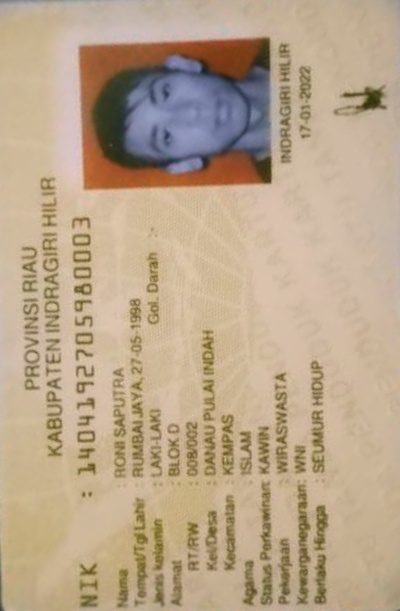 PROVINSI RIAU
KABUPATEN INDRAGIRI HILIR
NIK : 1404192705980003
Nama : RONI SAPUTRA
Tempat/Tgl Lahir : RUMBAI JAYA, 27-05-1998
Jenis kelamin : LAKI-LAKI Gol. Darah :-
Alamat : BLOK D
RT/RW : 008/002
Kel/Desa : DANAU PULAI INDAH
Kecamatan : KEMPAS
Agama : ISLAM
Status Perkawinan: KAWIN
Pekerjaan : WIRASWASTA
Kewarganegaraan: WNI
Berlaku Hingga : SEUMUR HIDUP
INDRAGIRI HILIR
17-01-2022